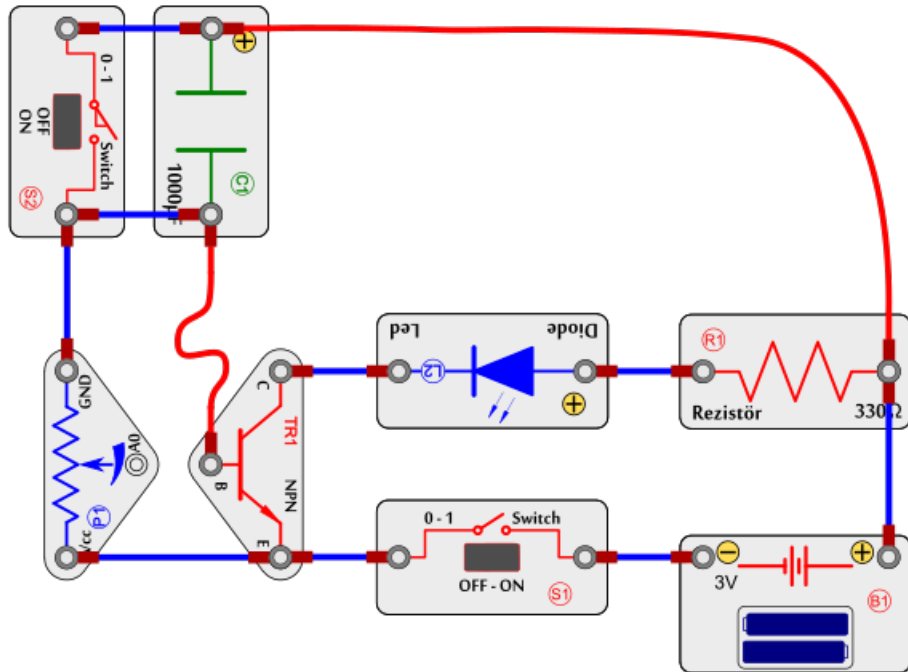 0 - 1
Switch
OFF
ON
S2
+
1000µF
C1
GND
A0
P1
Vcc
C
TR1
B
NPN
E
Led
Diode
L2
+
R1
Rezistör
330Ω
0 - 1
Switch
OFF - ON
S1
−
+
3V
B1